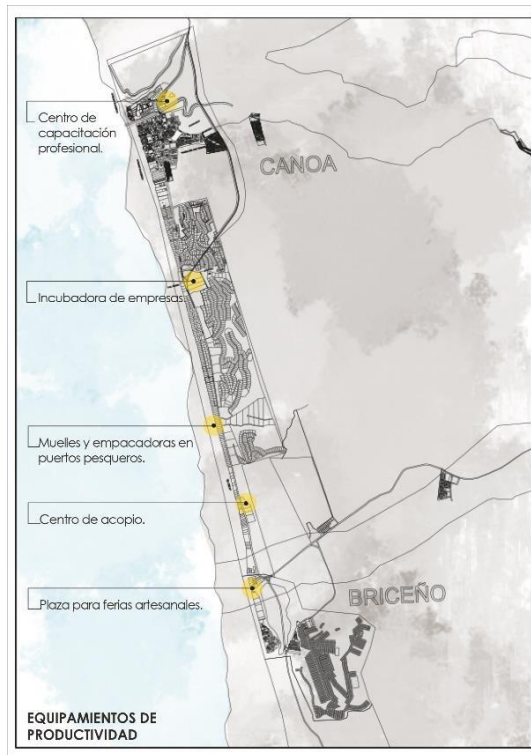 Centro de
capacitación
profesional.
CANOA
Incubadora de empresas.
Muelles y empacadoras en
puertos pesqueros.
Centro de acopio.
Plaza para ferias artesanales.
BRICEÑO
EQUIPAMIENTOS DE
PRODUCTIVIDAD